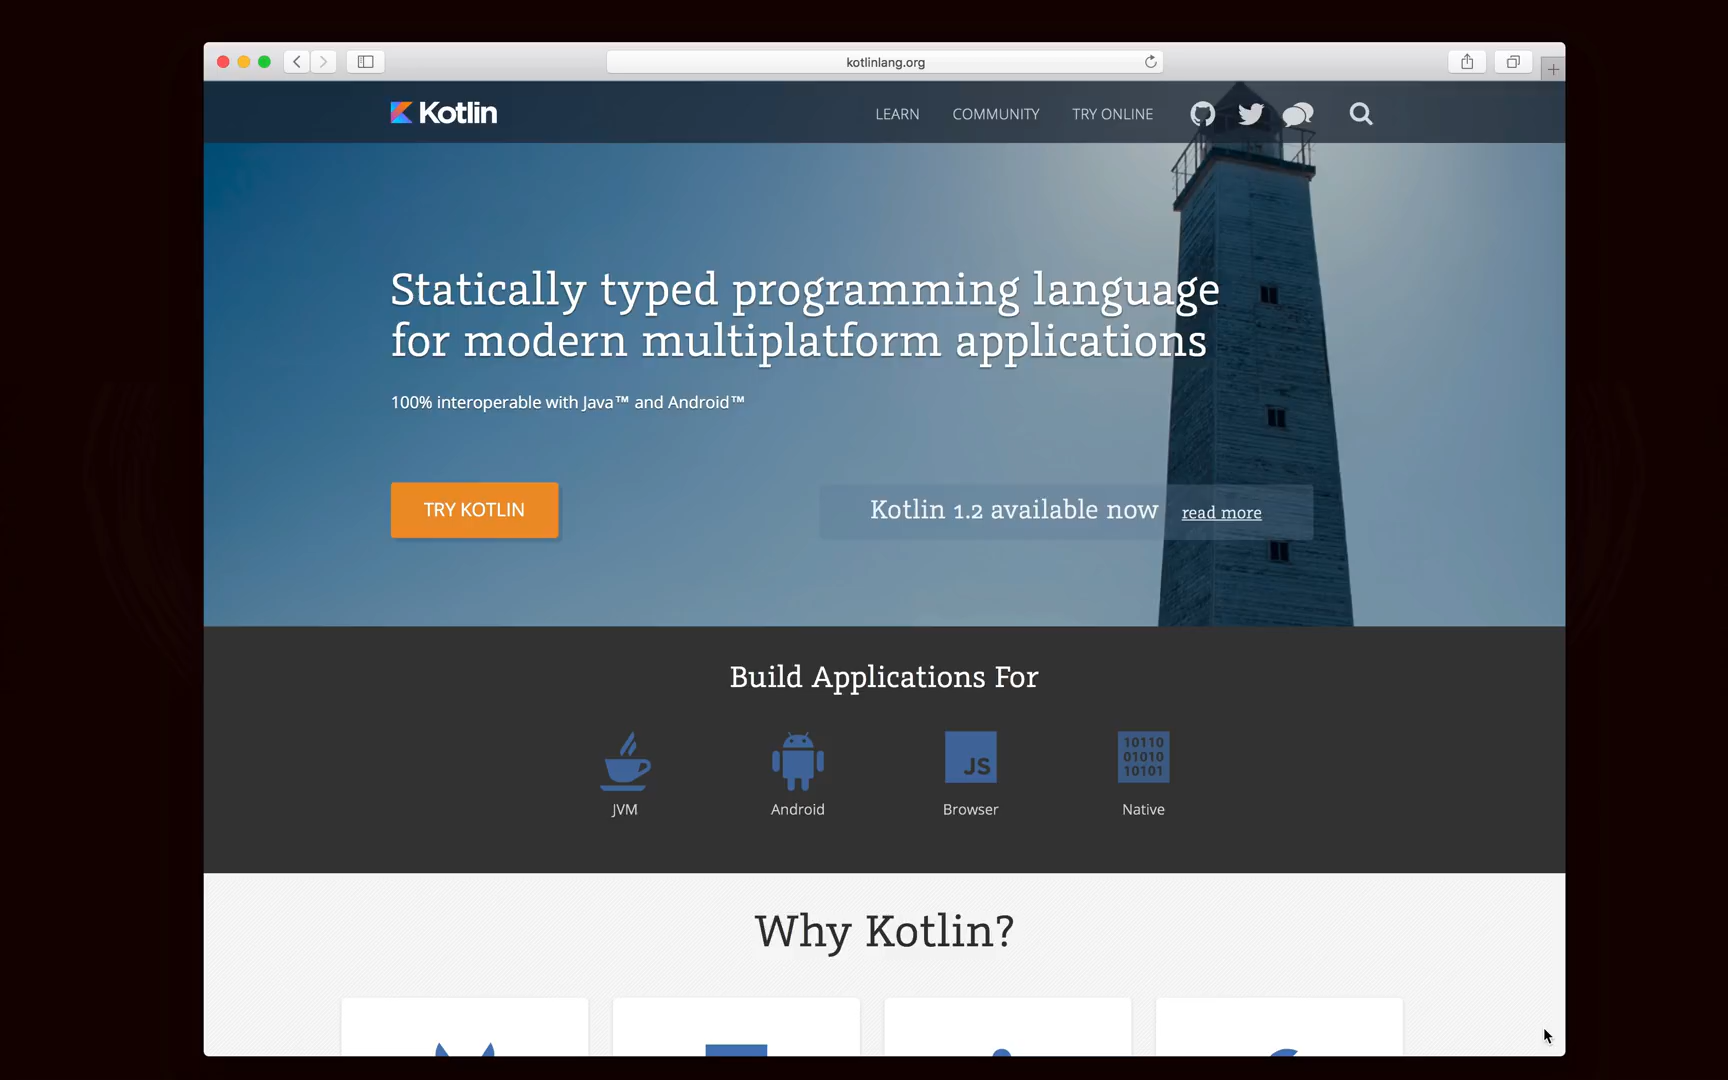 kotlinlang.org
Kotlin
LEARN COMMUNITY TRY ONLINE
Statically typed programming language
for modern multiplatform applications
100% interoperable with Java™ and Android™
TRY KOTLIN
Kotlin 1.2 available now read more
Build Applications For
JS
10110
01010
10101
JVM Android Browser Native
Why Kotlin?